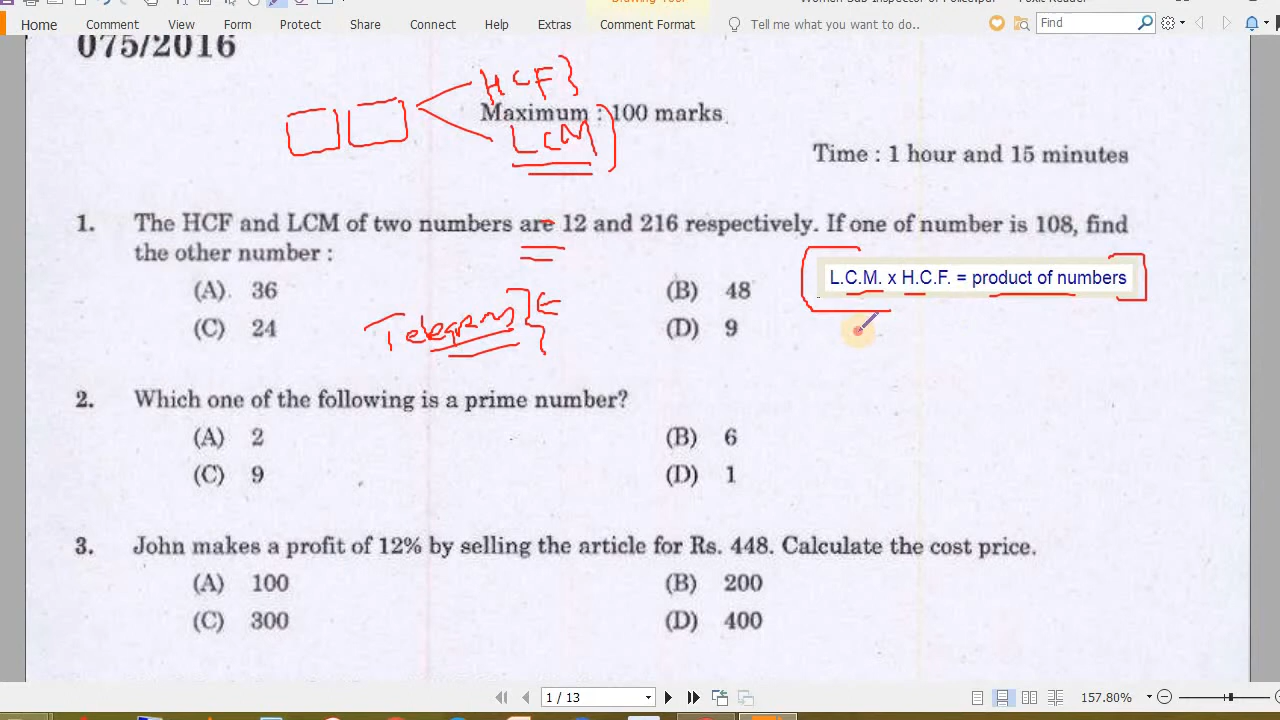 Home Comment View Form Protect Share Connect Help Extras Comment Format Tell me what you want to do.. Find
075/2016
HCF
Maximum : 100 marks
LCM
Time : 1 hour and 15 minutes
1. The HCF and LCM of two numbers are 12 and 216 respectively. If one of number is 108, find
the other number :
L.C.M. x H.C.F. = product of numbers
(A) 36 (B) 48
Telegram
(C) 24 (D) 9
2. Which one of the following is a prime number?
(A) 2 (B) 6
(C) 9 (D) 1
3. John makes a profit of 12% by selling the article for Rs. 448. Calculate the cost price.
(A) 100 (B) 200
(C) 300 (D) 400
1 / 13 157.80%